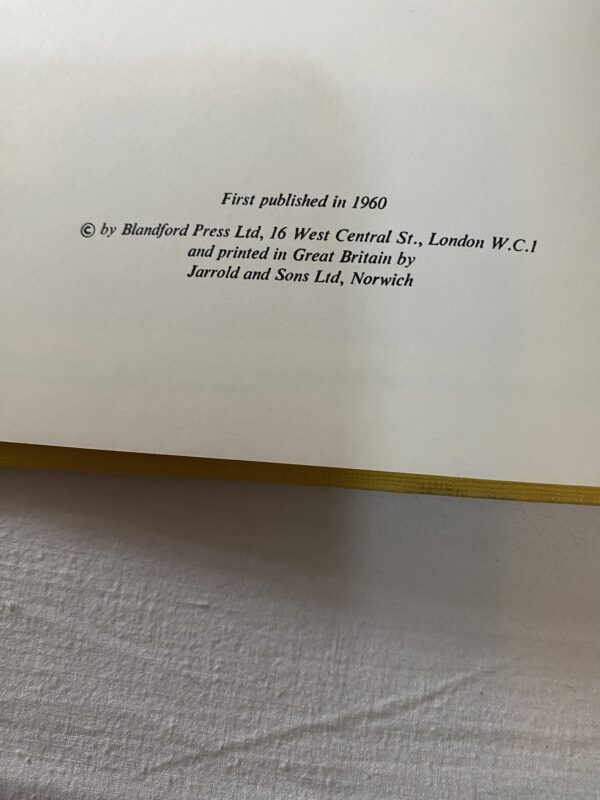 First published in 1960
© by Blandford Press Ltd, 16 West Central St., London W.C.1
and printed in Great Britain by
Jarrold and Sons Ltd, Norwich